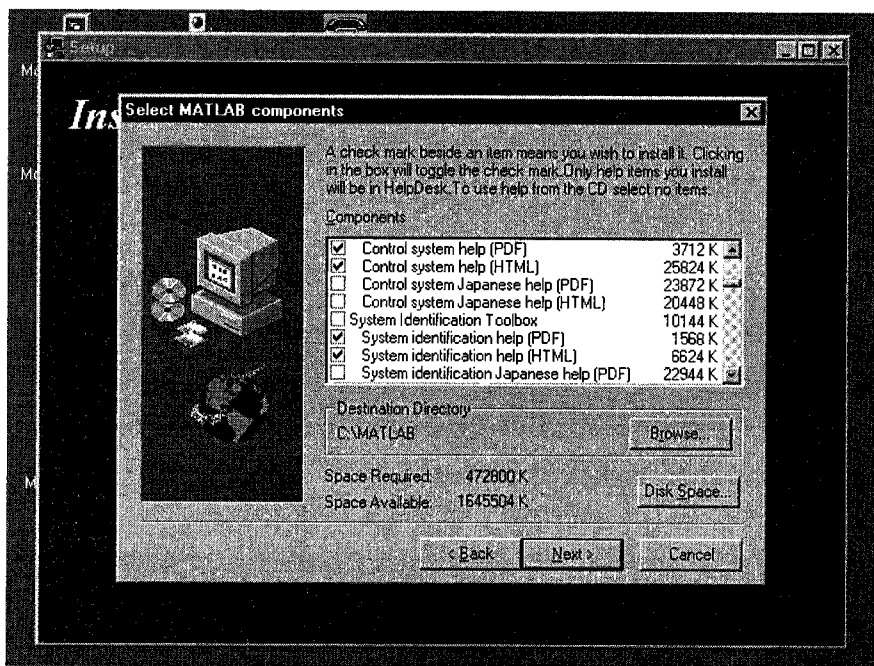 Setup
Ins
Select MATLAB components
A check mark beside an item means you wish to install it. Clicking
in the box will toggle the check mark.Only help items you install
will be in HelpDesk.To use help from the CD select no items.
Components
Control system help (PDF) 3712 K
Control system help (HTML) 25824 K
Control system Japanese help (PDF) 23872 K
Control system Japanese help (HTML) 20448 K
System Identification Toolbox 10144 K
System identification help (PDF) 1568 K
System identification help (HTML) 6624 K
System identification Japanese help (PDF) 22944 K
Destination Directory
C:\MATLAB
Browse...
Space Required: 472800 K
Space Available: 1645504 K
Disk Space...
< Back
Next >
Cancel